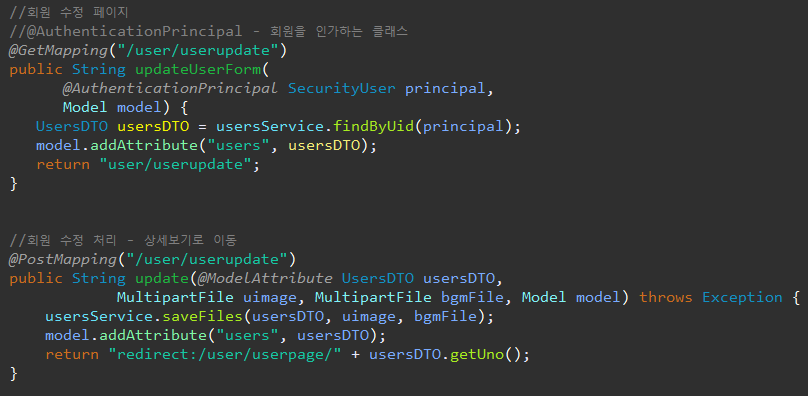 //회원 수정 페이지
//@AuthenticationPrincipal - 회원을 인가하는 클래스
@GetMapping("/user/userupdate")
public String updateUserForm(
@AuthenticationPrincipal SecurityUser principal,
Model model) {
UsersDTO usersDTO = usersService.findByUid(principal);
model.addAttribute("users", usersDTO);
return "user/userupdate";
}
//회원 수정 처리 - 상세보기로 이동
@PostMapping("/user/userupdate")
public String update(@ModelAttribute UsersDTO usersDTO,
MultipartFile uimage, MultipartFile bgmFile, Model model) throws Exception {
usersService.saveFiles(usersDTO, uimage, bgmFile);
model.addAttribute("users", usersDTO);
return "redirect:/user/userpage/" + usersDTO.getUno();
}